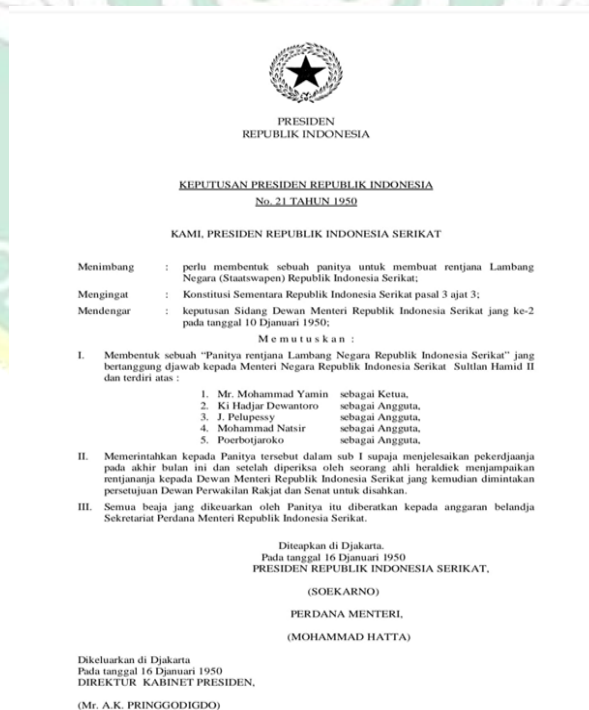 PRESIDEN
REPUBLIK INDONESIA
KEPUTUSAN PRESIDEN REPUBLIK INDONESIA
No. 21 TAHUN 1950
KAMI, PRESIDEN REPUBLIK INDONESIA SERIKAT
Menimbang : perlu membentuk sebuah panitya untuk membuat rentjana Lambang
Negara (Staatswapen) Republik Indonesia Serikat;
Mengingat : Konstitusi Sementara Republik Indonesia Serikat pasal 3 ajat 3;
Mendengar : keputusan Sidang Dewan Menteri Republik Indonesia Serikat jang ke-2
pada tanggal 10 Djanuari 1950;
M e m u t u s k a n :
I. Membentuk sebuah “Panitya rentjana Lambang Negara Republik Indonesia Serikat” jang
bertanggung djawab kepada Menteri Negara Republik Indonesia Serikat Sultlan Hamid II
dan terdiri atas :
1. Mr. Mohammad Yamin sebagai Ketua,
2. Ki Hadjar Dewantoro sebagai Angguta,
3. J. Pelupessy sebagai Angguta,
4. Mohammad Natsir sebagai Angguta,
5. Poerbotjaroko sebagai Angguta,
II. Memerintahkan kepada Panitya tersebut dalam sub I supaja menjelesaikan pekerdjaanja
pada akhir bulan ini dan setelah diperiksa oleh seorang ahli heraldiek menjampaikan
rentjananja kepada Dewan Menteri Republik Indonesia Serikat jang kemudian dimintakan
persetujuan Dewan Perwakilan Rakjat dan Senat untuk disahkan.
III. Semua beaja jang dikeuarkan oleh Panitya itu diberatkan kepada anggaran belandja
Sekretariat Perdana Menteri Republik Indonesia Serikat.
Diteapkan di Djakarta.
Pada tanggal 16 Djanuari 1950
PRESIDEN REPUBLIK INDONESIA SERIKAT,
(SOEKARNO)
PERDANA MENTERI,
(MOHAMMAD HATTA)
Dikeluarkan di Djakarta
Pada tanggal 16 Djanuari 1950
DIREKTUR KABINET PRESIDEN,
(Mr. A.K. PRINGGODIGDO)